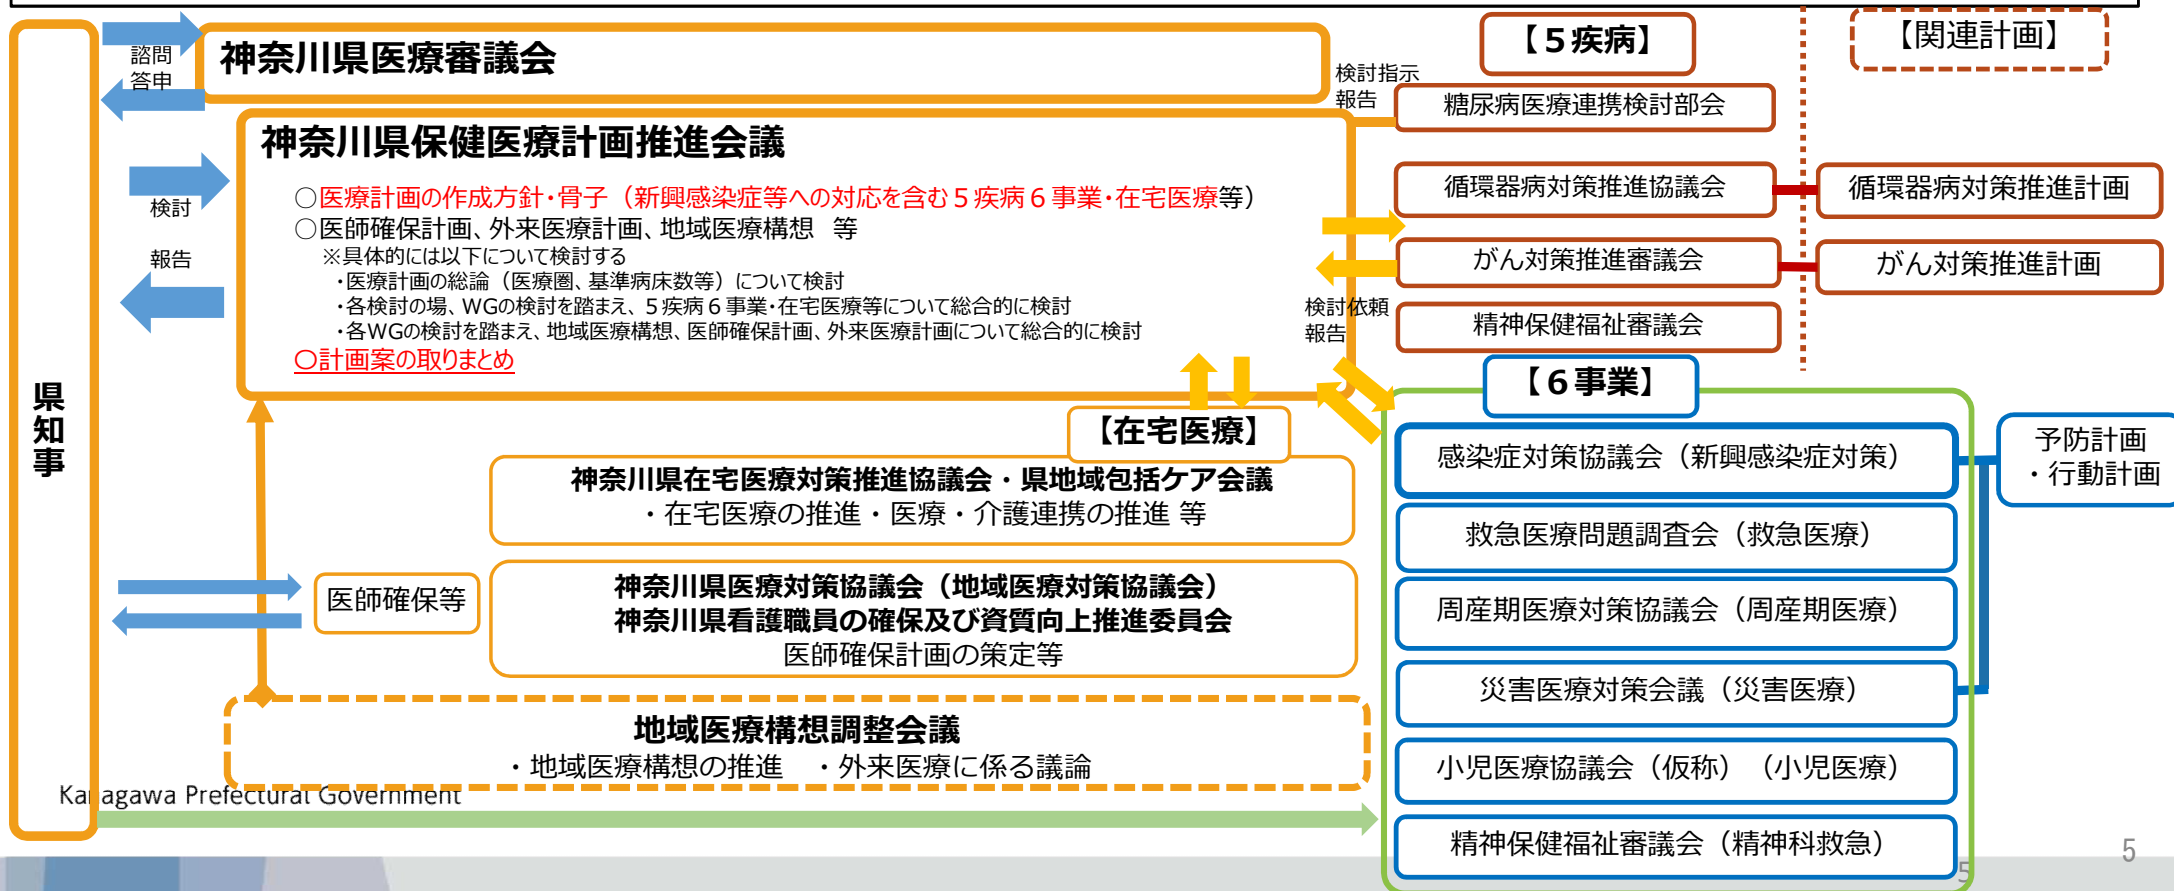 諮問
答申
神奈川県医療審議会
検討指示
報告
【５疾病】
【関連計画】
糖尿病医療連携検討部会
神奈川県保健医療計画推進会議
検討
報告
○医療計画の作成方針・骨子（新興感染症等への対応を含む５疾病６事業・在宅医療等）
○医師確保計画、外来医療計画、地域医療構想　等
※具体的には以下について検討する
・医療計画の総論（医療圏、基準病床数等）について検討
・各検討の場、WGの検討を踏まえ、５疾病６事業・在宅医療等について総合的に検討
・各WGの検討を踏まえ、地域医療構想、医師確保計画、外来医療計画について総合的に検討
〇計画案の取りまとめ
循環器病対策推進協議会
循環器病対策推進計画
がん対策推進審議会
がん対策推進計画
検討依頼
報告
精神保健福祉審議会
県知事
【６事業】
【在宅医療】
神奈川県在宅医療対策推進協議会・県地域包括ケア会議
・在宅医療の推進・医療・介護連携の推進 等
感染症対策協議会（新興感染症対策）
予防計画
・行動計画
救急医療問題調査会（救急医療）
医師確保等
神奈川県医療対策協議会（地域医療対策協議会）
神奈川県看護職員の確保及び資質向上推進委員会
医師確保計画の策定等
周産期医療対策協議会（周産期医療）
災害医療対策会議（災害医療）
地域医療構想調整会議
・地域医療構想の推進　・外来医療に係る議論
小児医療協議会（仮称）（小児医療）
Kanagawa Prefectural Government
精神保健福祉審議会（精神科救急）
5
5